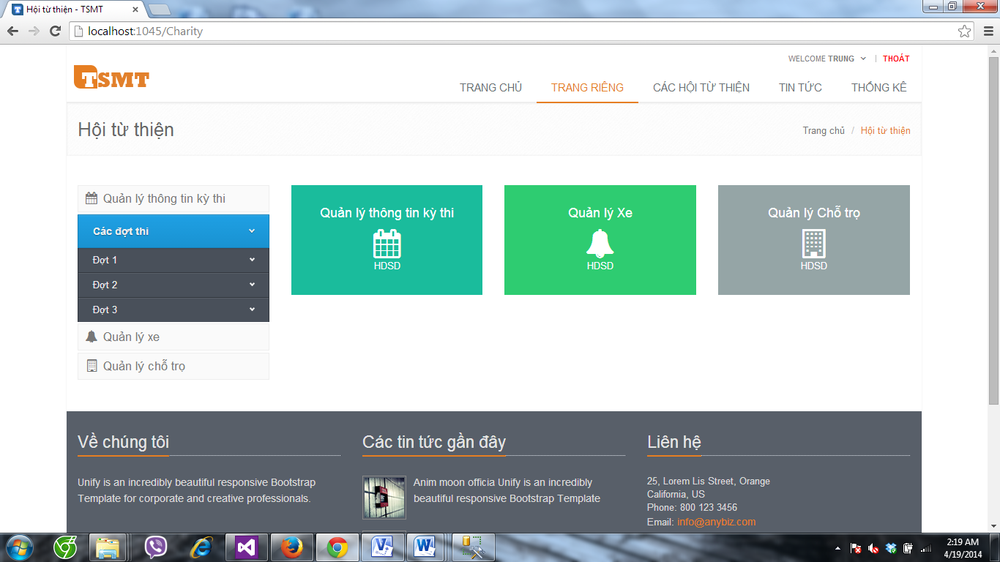 Hội từ thiện - TSMT
localhost:1045/Charity
WELCOME TRUNG | THOÁT
TSMT
TRANG CHỦ TRANG RIÊNG CÁC HỘI TỪ THIỆN TIN TỨC THỐNG KÊ
Hội từ thiện
Trang chủ / Hội từ thiện
Quản lý thông tin kỳ thi
Các đợt thi
Đợt 1
Đợt 2
Đợt 3
Quản lý xe
Quản lý chỗ trọ
Quản lý thông tin kỳ thi
HDSD
Quản lý Xe
HDSD
Quản lý Chỗ trọ
HDSD
Về chúng tôi
Unify is an incredibly beautiful responsive Bootstrap
Template for corporate and creative professionals.
Các tin tức gần đây
Anim moon officia Unify is an incredibly
beautiful responsive Bootstrap Template
Liên hệ
25, Lorem Lis Street, Orange
California, US
Phone: 800 123 3456
Email: info@anybiz.com
2:19 AM
4/19/2014